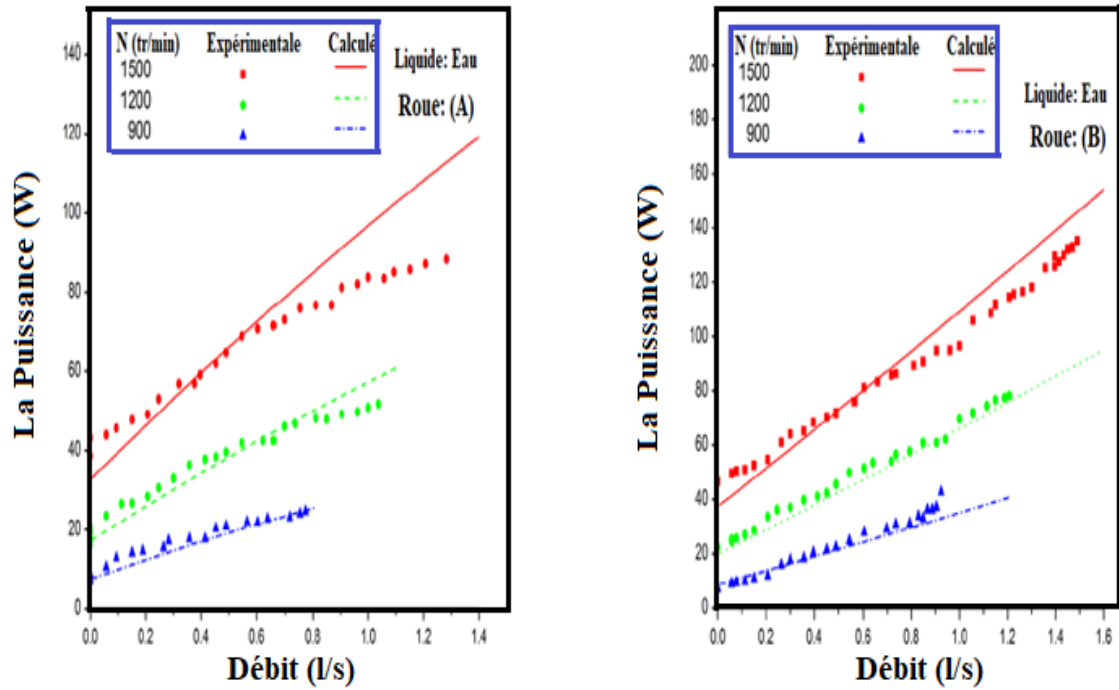 La Puissance (W)
140
120
100
80
60
40
20
0
N (tr/min) Expérimentale Calculé
1500
1200
900
Liquide: Eau
Roue: (A)
0.0 0.2 0.4 0.6 0.8 1.0 1.2 1.4
Débit (l/s)
La Puissance (W)
200
180
160
140
120
100
80
60
40
20
0
N (tr/min) Expérimentale Calculé
1500
1200
900
Liquide: Eau
Roue: (B)
0.0 0.2 0.4 0.6 0.8 1.0 1.2 1.4 1.6
Débit (l/s)